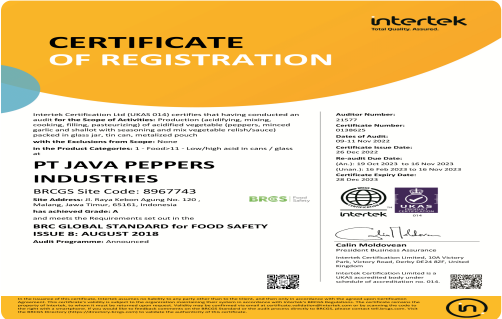 intertek
Total Quality. Assured.
CERTIFICATE
OF REGISTRATION
Intertek Certification Ltd (UKAS 014) certifies that having conducted an
audit for the Scope of Activities: Production (acidifying, mixing,
cooking, filling, pasteurizing) of acidified vegetable (peppers, minced
garlic and shallot with seasoning and mix vegetable relish/sauce)
packed in glass jar, tin can, metalized pouch
with the Exclusions from Scope: None
in the Product Categories: 1 - Food>11 - Low/high acid in cans / glass
at
PT JAVA PEPPERS
INDUSTRIES
BRCGS Site Code: 8967743
Site Address: Jl. Raya Kebon Agung No. 120 ,
Malang, Jawa Timur, 65161, Indonesia
has achieved Grade: A
and meets the Requirements set out in the
BRC GLOBAL STANDARD for FOOD SAFETY
ISSUE 8: AUGUST 2018
Audit Programme: Announced
BRCGS Food
Safety
Auditor Number:
21577
Certificate Number:
0138625
Dates of Audit:
09-11 Nov 2022
Certificate Issue Date:
26 Dec 2022
Re-audit Due Date:
(An.): 19 Oct 2023 to 16 Nov 2023
(Unan.): 16 Feb 2023 to 16 Nov 2023
Certificate Expiry Date:
28 Dec 2023
intertek
UKAS
014
Calin Moldovean
President Business Assurance
Intertek Certification Limited, 10A Victory
Park, Victory Road, Derby DE24 8ZF, United
Kingdom
Intertek Certification Limited is a
UKAS accredited body under
schedule of accreditation no. 014.
in